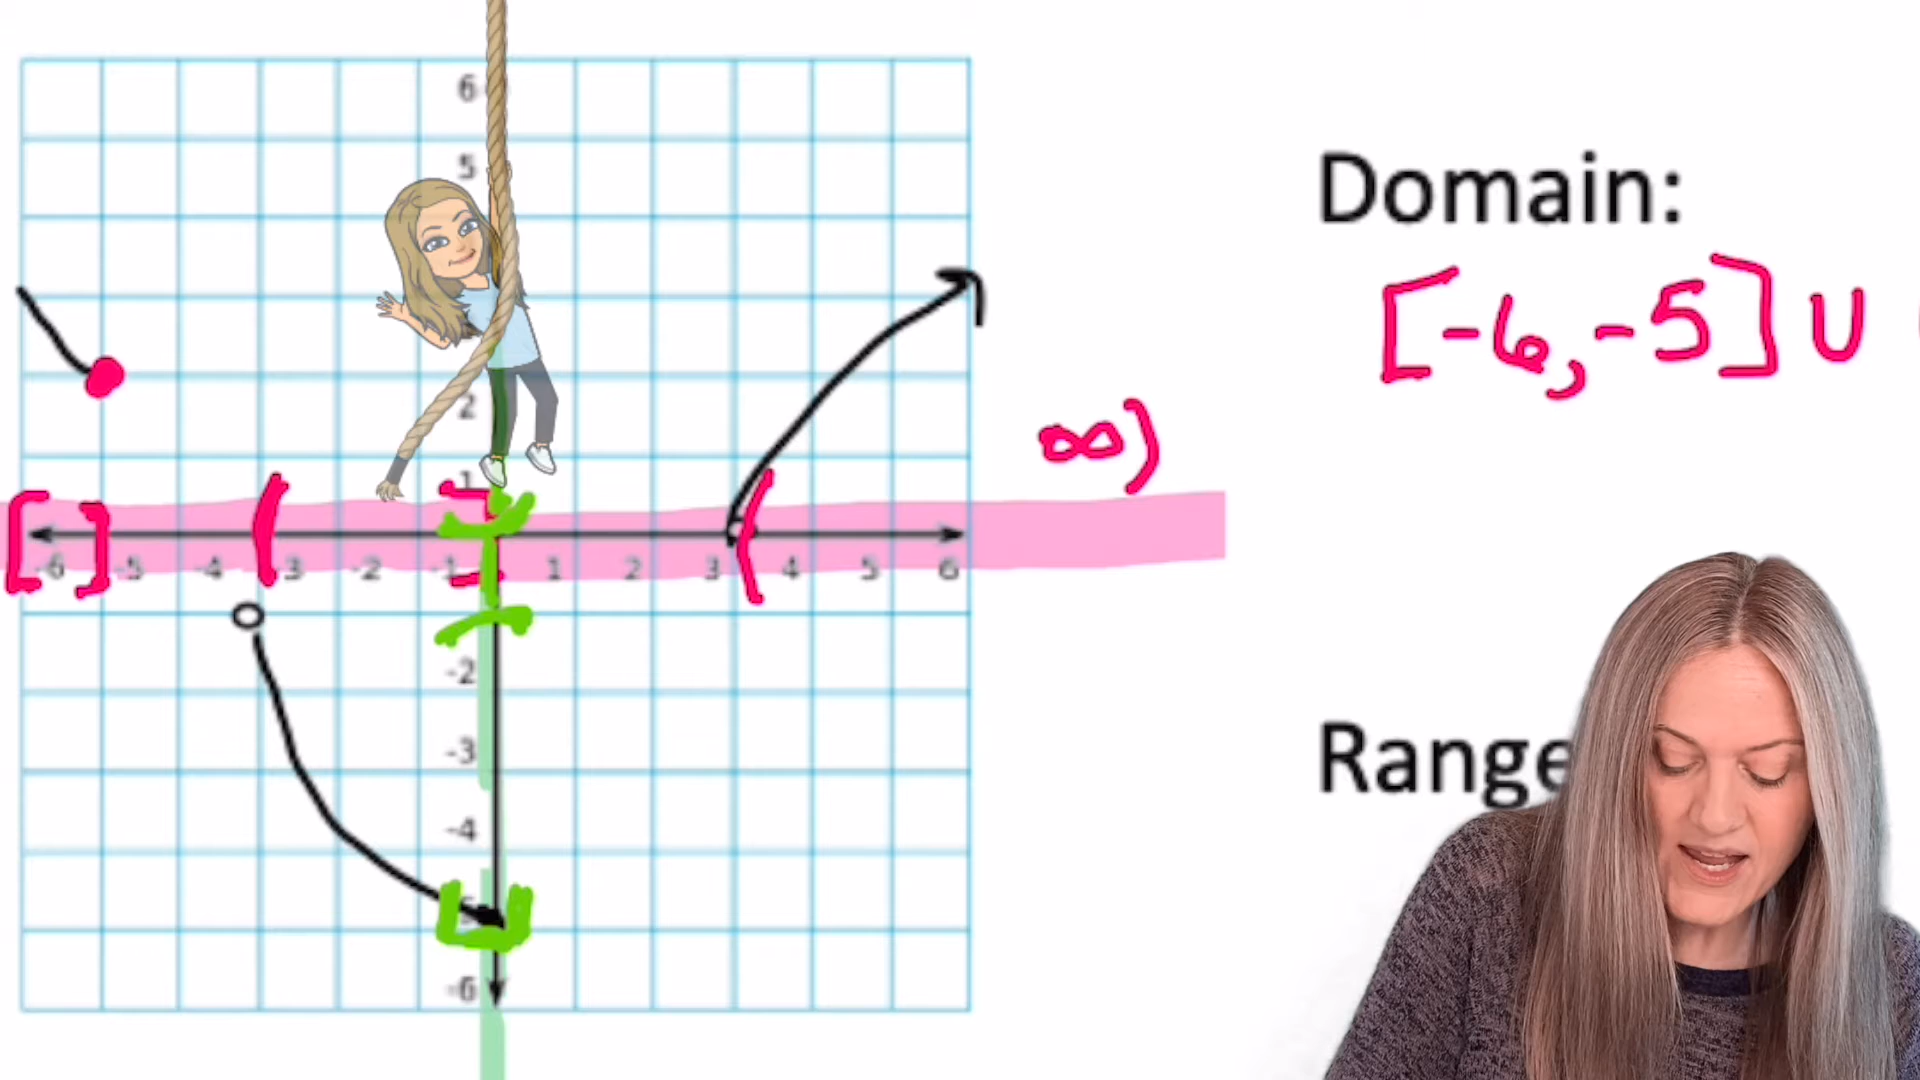 6
5
2
1
[ ] ( ] (
∞)
-6 -5 -4 3 -2 -1 1 2 3 4 5 6
-2
-3
-4
-6
Domain:
[-6,-5] ∪
Range